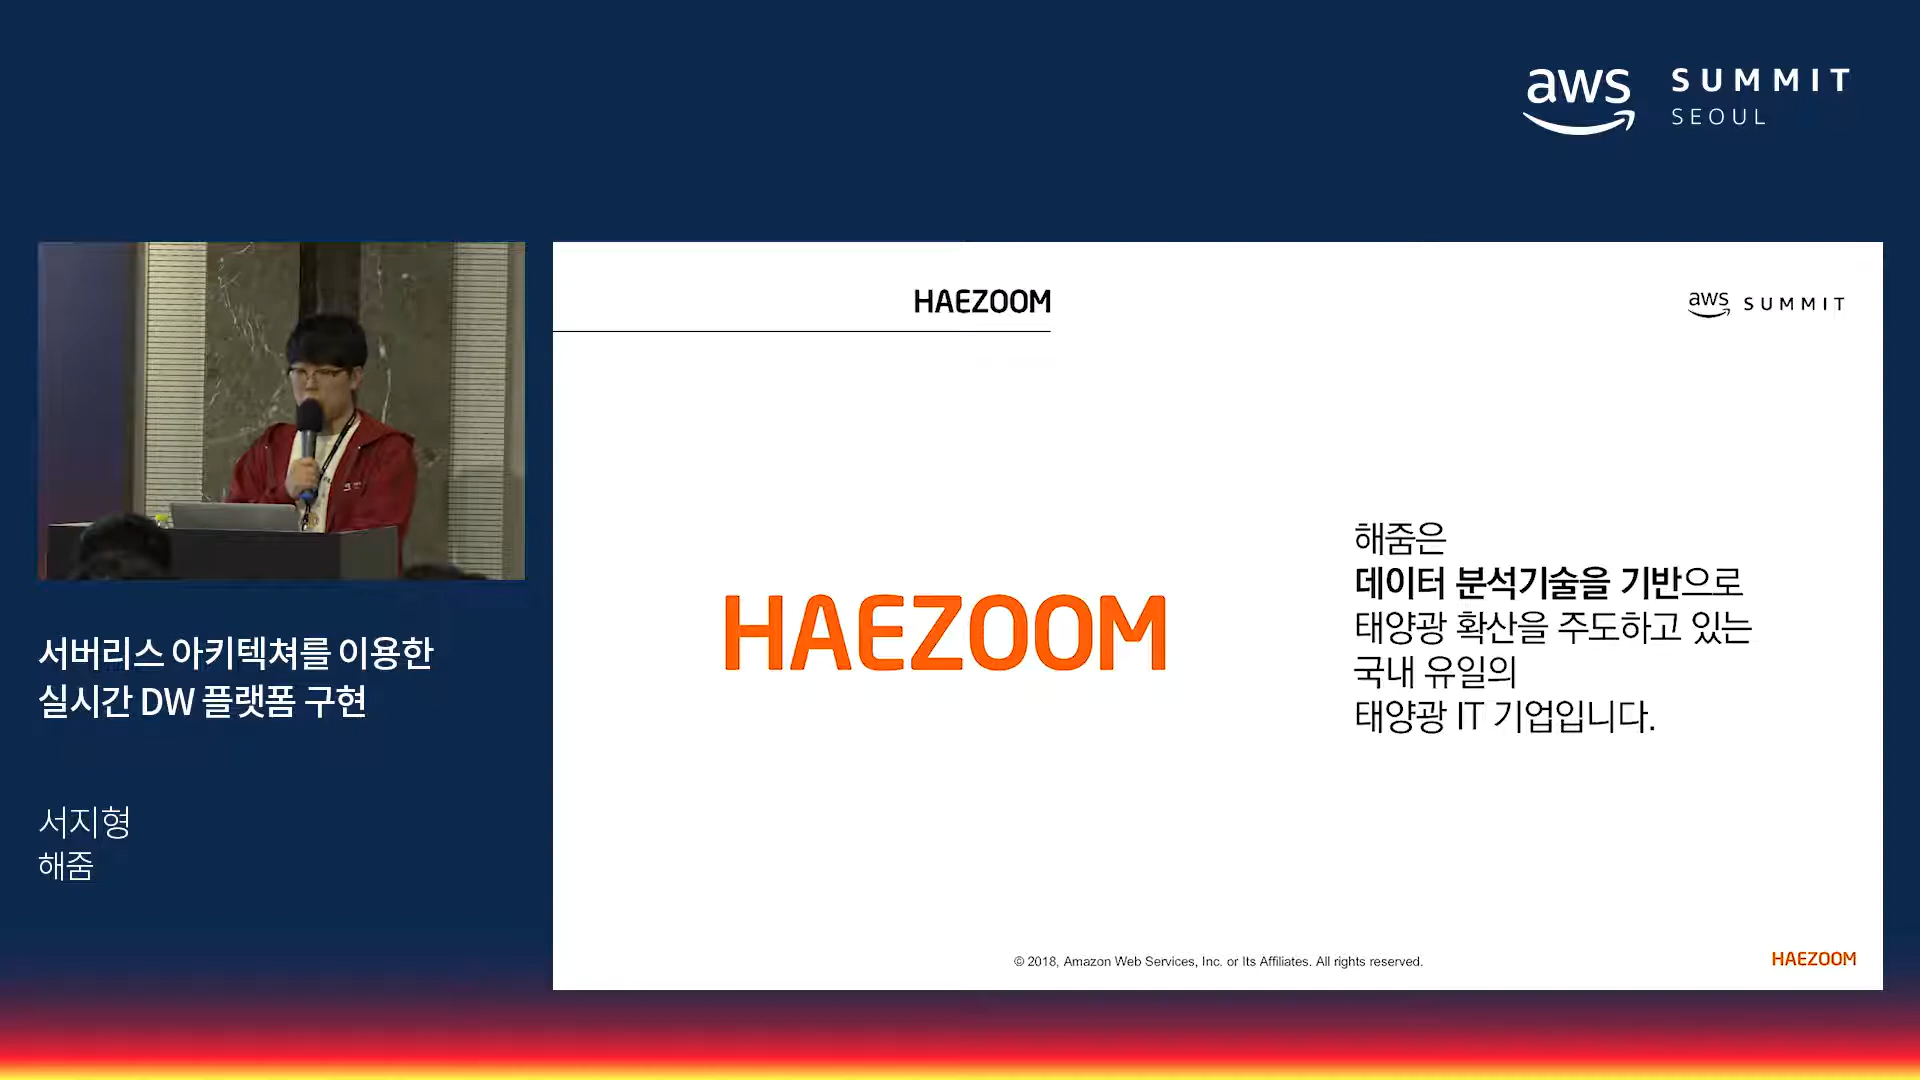 aws SUMMIT
SEOUL
HAEZOOM
aws SUMMIT
HAEZOOM
해줌은
데이터 분석기술을 기반으로
태양광 확산을 주도하고 있는
국내 유일의
태양광 IT 기업입니다.
© 2018, Amazon Web Services, Inc. or Its Affiliates. All rights reserved.
HAEZOOM
서버리스 아키텍쳐를 이용한
실시간 DW 플랫폼 구현
서지형
해줌